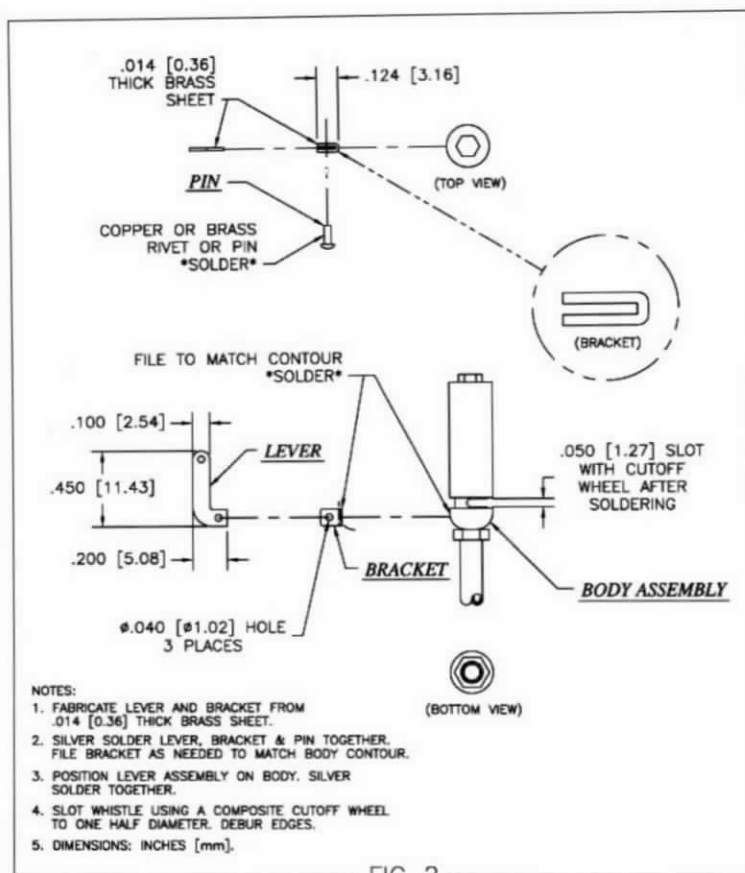 .014 [0.36]
THICK BRASS
SHEET
.124 [3.16]
(TOP VIEW)
PIN
COPPER OR BRASS
RIVET OR PIN
*SOLDER*
(BRACKET)
FILE TO MATCH CONTOUR
*SOLDER*
.100 [2.54]
LEVER
.450 [11.43]
.050 [1.27] SLOT
WITH CUTOFF
WHEEL AFTER
SOLDERING
.200 [5.08]
BRACKET
BODY ASSEMBLY
ø.040 [ø1.02] HOLE
3 PLACES
(BOTTOM VIEW)
NOTES:
1. FABRICATE LEVER AND BRACKET FROM
.014 [0.36] THICK BRASS SHEET.
2. SILVER SOLDER LEVER, BRACKET & PIN TOGETHER.
FILE BRACKET AS NEEDED TO MATCH BODY CONTOUR.
3. POSITION LEVER ASSEMBLY ON BODY. SILVER
SOLDER TOGETHER.
4. SLOT WHISTLE USING A COMPOSITE CUTOFF WHEEL
TO ONE HALF DIAMETER. DEBUR EDGES.
5. DIMENSIONS: INCHES [mm].